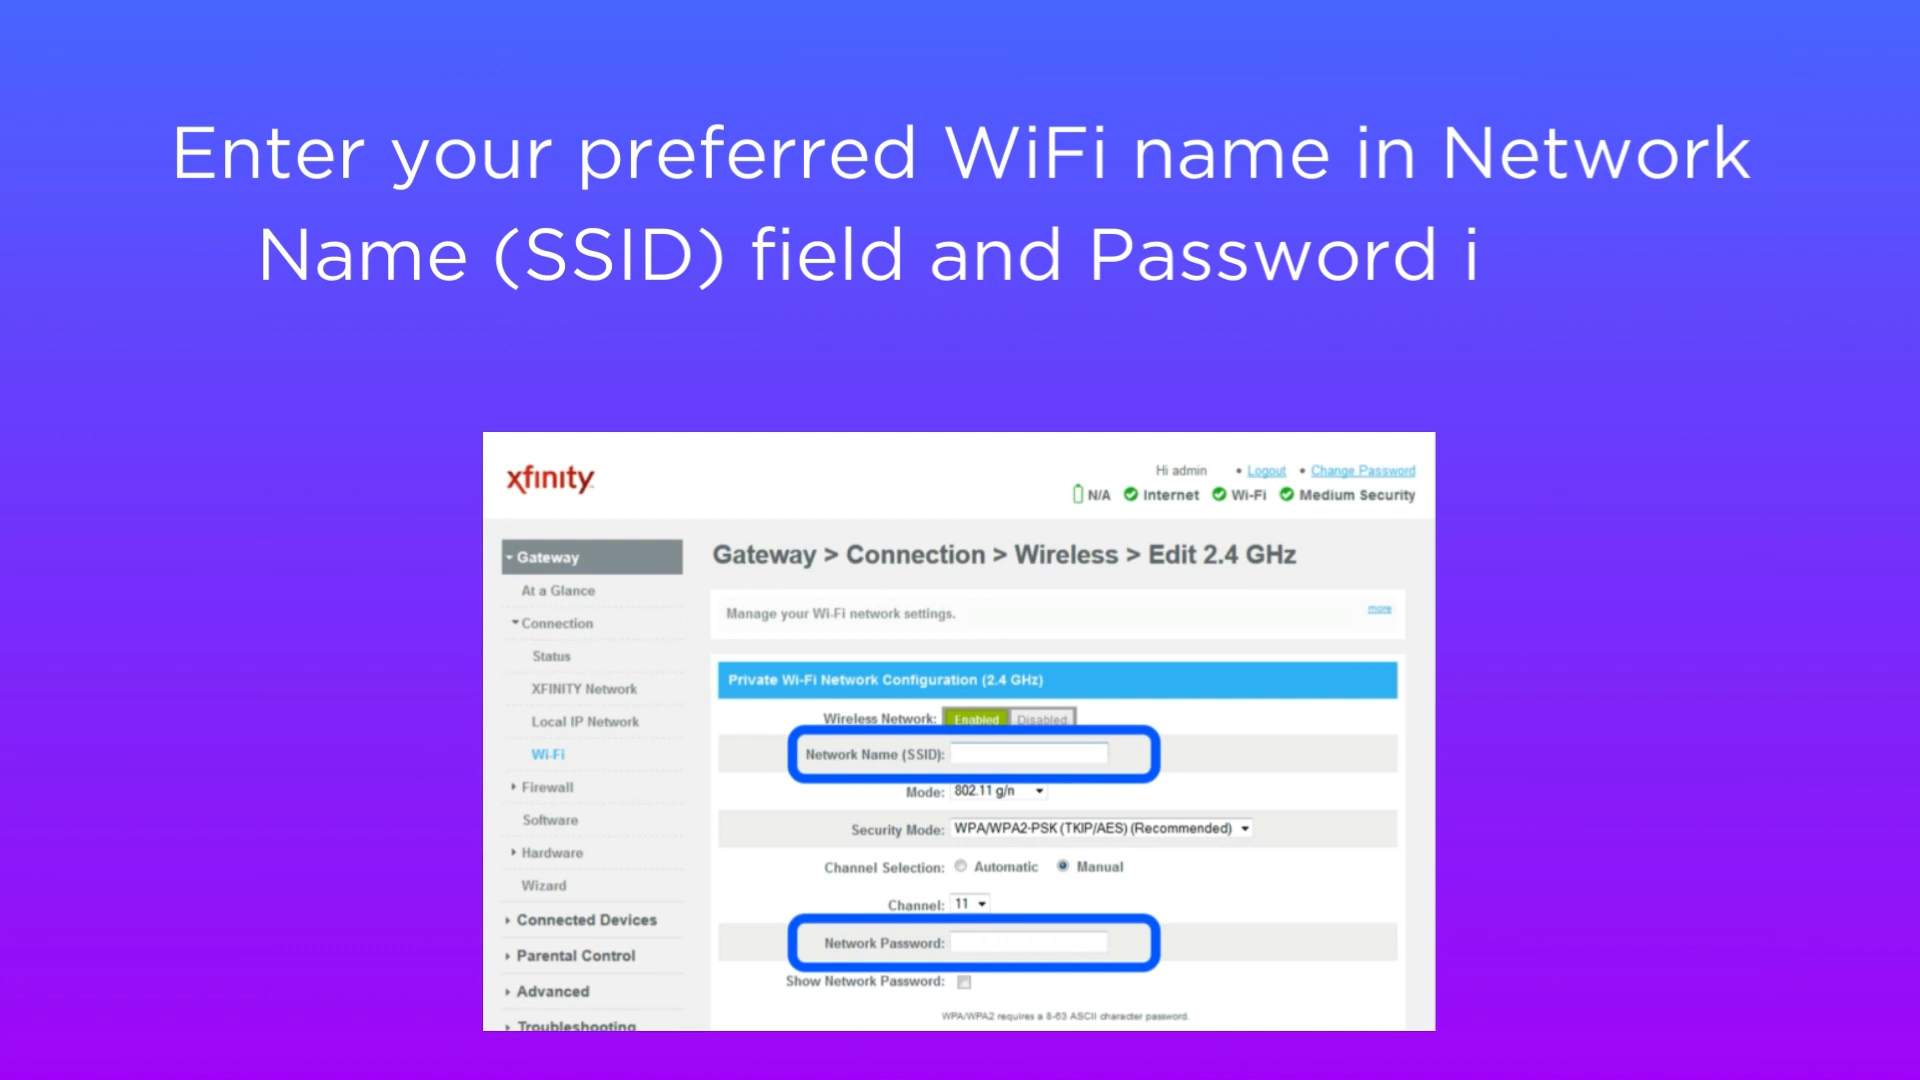 Enter your preferred WiFi name in Network
Name (SSID) field and Password i
xfinity
Hi admin • Logout • Change Password
N/A Internet Wi-Fi Medium Security
Gateway
At a Glance
Connection
Status
XFINITY Network
Local IP Network
Wi-Fi
Firewall
Software
Hardware
Wizard
Connected Devices
Parental Control
Advanced
Troubleshooting
Gateway > Connection > Wireless > Edit 2.4 GHz
Manage your Wi-Fi network settings. more
Private Wi-Fi Network Configuration (2.4 GHz)
Wireless Network: Enabled Disabled
Network Name (SSID):
Mode: 802.11 g/n
Security Mode: WPA/WPA2-PSK (TKIP/AES) (Recommended)
Channel Selection: Automatic Manual
Channel: 11
Network Password:
Show Network Password:
WPA/WPA2 requires a 8-63 ASCII character password.